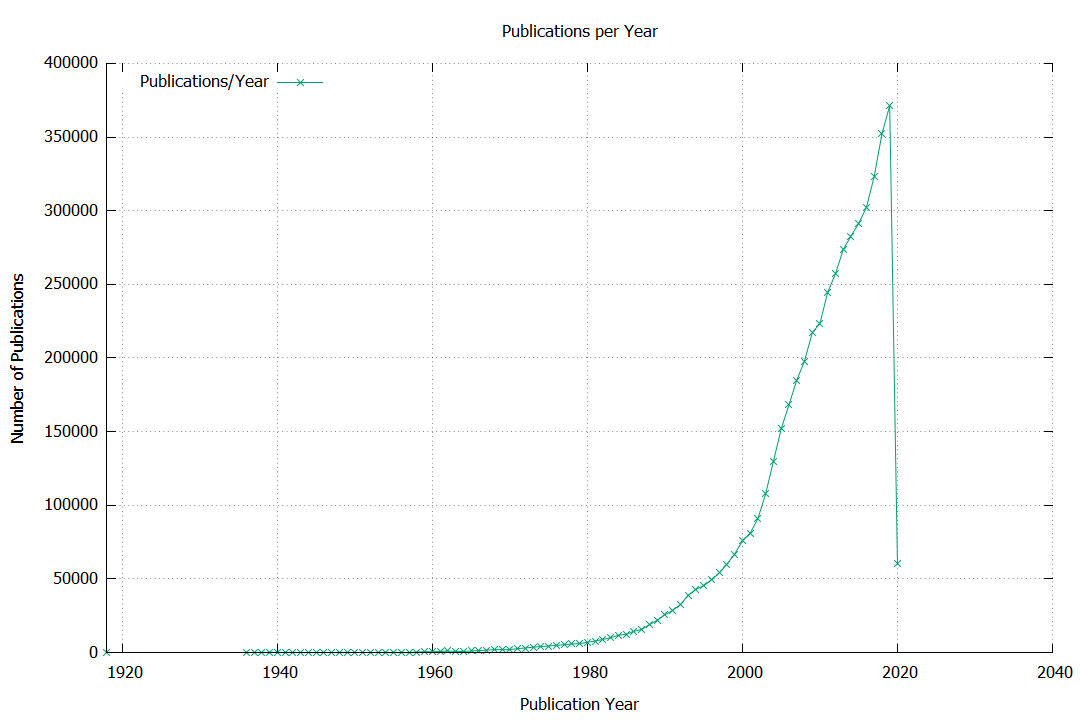 Publications per Year
400000
Publications/Year
350000
300000
250000
200000
150000
100000
50000
0
Number of Publications
1920 1940 1960 1980 2000 2020 2040
Publication Year